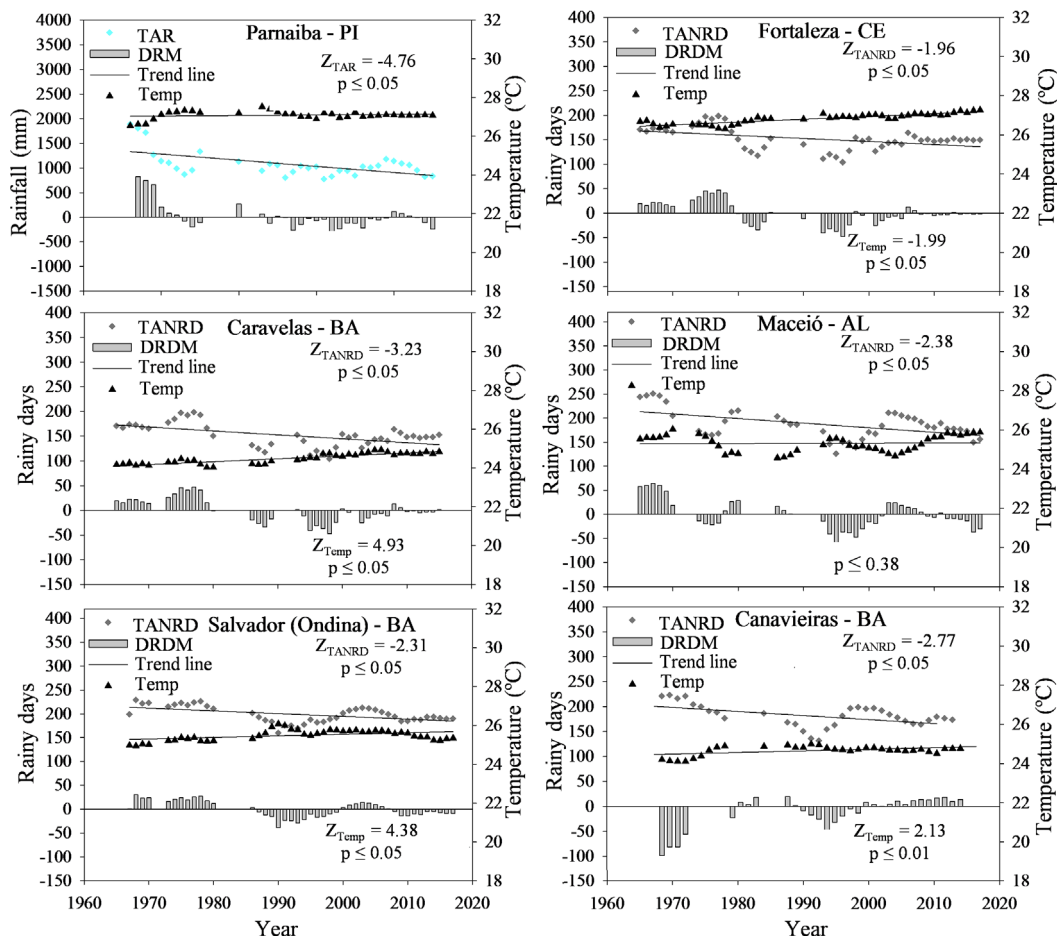 Parnaiba - PI
TAR
DRM
Trend line
Temp
Z_TAR = -4.76
p ≤ 0.05
Rainfall (mm)
4000
3500
3000
2500
2000
1500
1000
500
0
-500
1000
1500
32
30
28
26
24
22
20
18
Temperature (ºC)
Fortaleza - CE
TANRD
DRDM
Trend line
Temp
Z_TANRD = -1.96
p ≤ 0.05
Z_Temp = -1.99
p ≤ 0.05
Rainy days
400
350
300
250
200
150
100
50
0
-50
-100
-150
32
30
28
26
24
22
20
18
Temperature (ºC)
Caravelas - BA
TANRD
DRDM
Trend line
Temp
Z_TANRD = -3.23
p ≤ 0.05
Z_Temp = 4.93
p ≤ 0.05
Rainy days
400
350
300
250
200
150
100
50
0
-50
-100
-150
32
30
28
26
24
22
20
18
Temperature (ºC)
Maceió - AL
TANRD
DRDM
Trend line
Temp
Z_TANRD = -2.38
p ≤ 0.05
p ≤ 0.38
Rainy days
400
350
300
250
200
150
100
50
0
-50
-100
-150
32
30
28
26
24
22
20
18
Temperature (ºC)
Salvador (Ondina) - BA
TANRD
DRDM
Trend line
Temp
Z_TANRD = -2.31
p ≤ 0.05
Z_Temp = 4.38
p ≤ 0.05
Rainy days
400
350
300
250
200
150
100
50
0
-50
-100
-150
32
30
28
26
24
22
20
18
Temperature (ºC)
1960 1970 1980 1990 2000 2010 2020
Year
Canavieiras - BA
TANRD
DRDM
Trend line
Temp
Z_TANRD = -2.77
p ≤ 0.05
Z_Temp = 2.13
p ≤ 0.01
Rainy days
400
350
300
250
200
150
100
50
0
-50
-100
-150
32
30
28
26
24
22
20
18
Temperature (ºC)
1960 1970 1980 1990 2000 2010 2020
Year